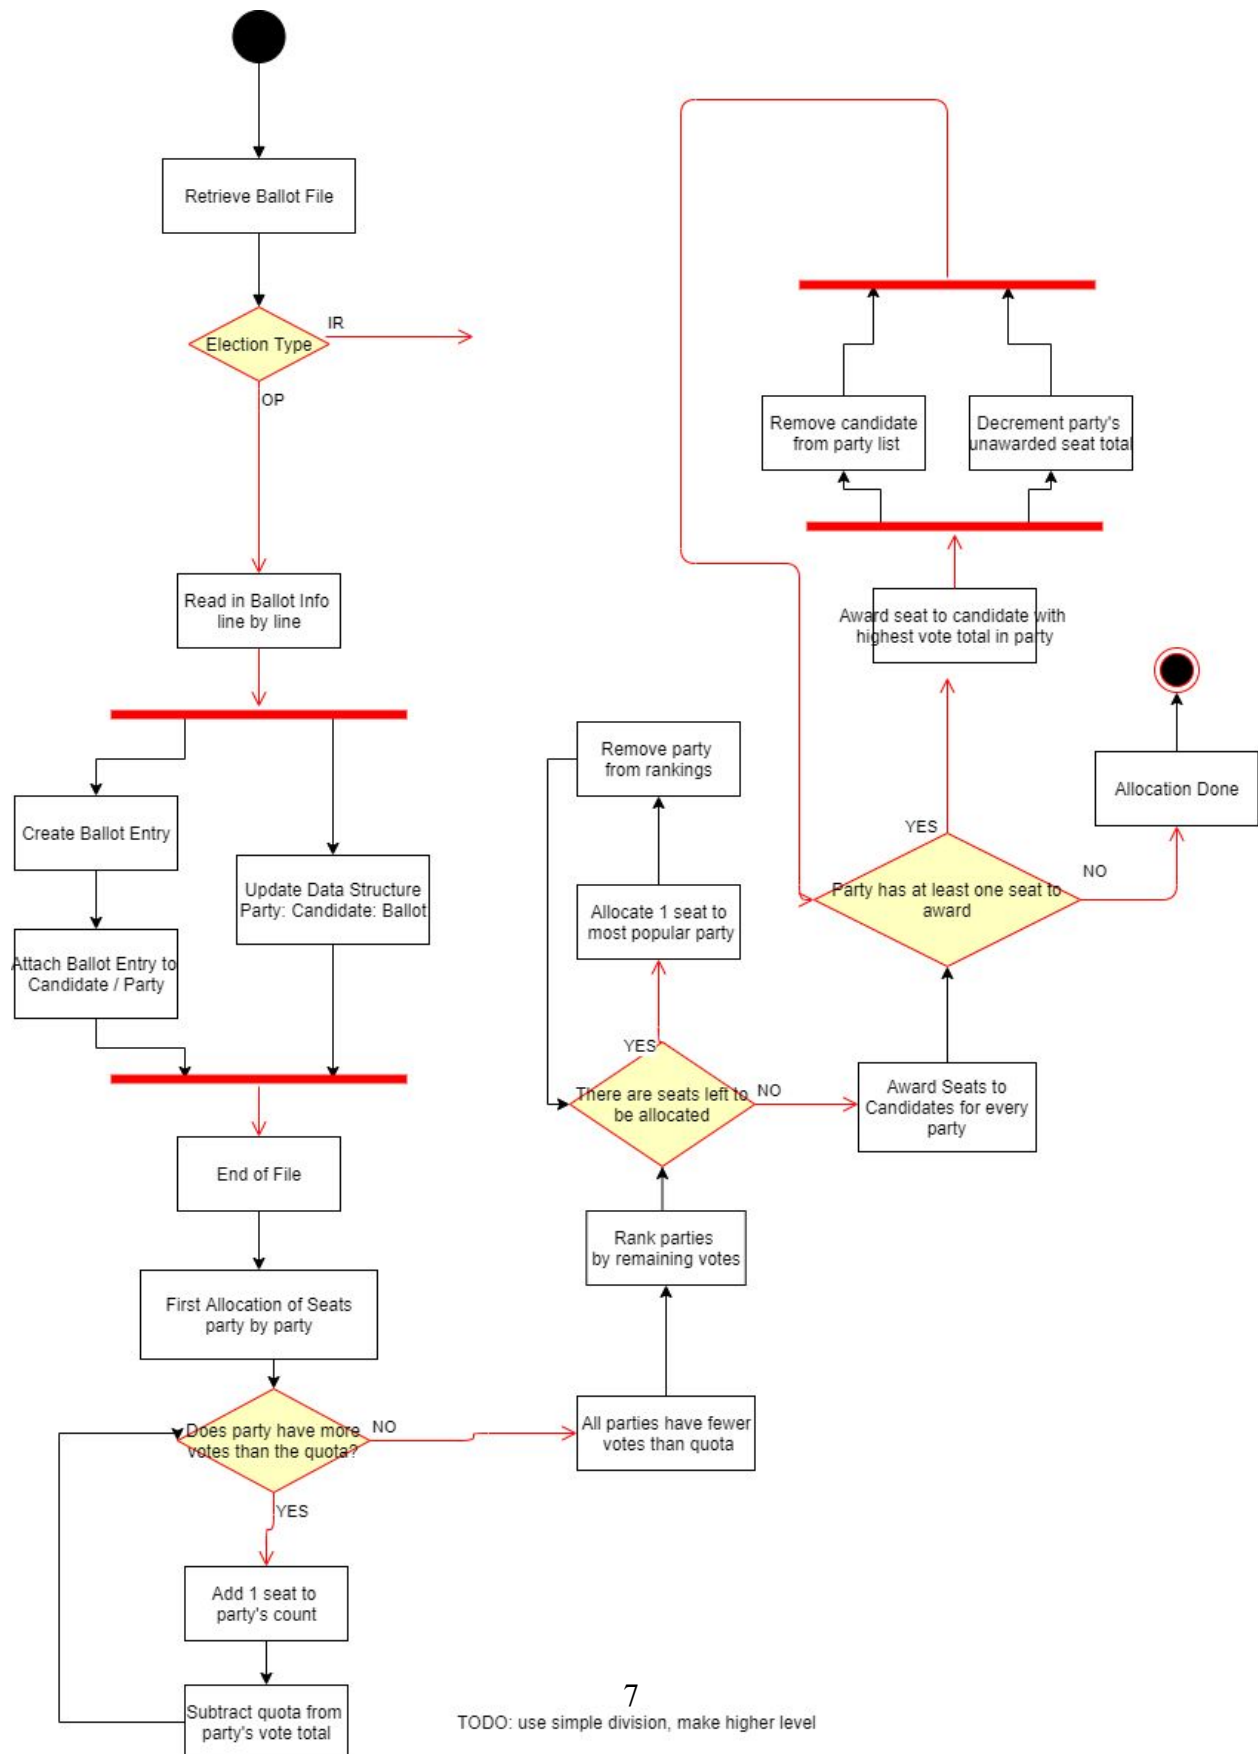 Retrieve Ballot File
Election Type
IR
OP
Read in Ballot Info
line by line
Create Ballot Entry
Update Data Structure
Party: Candidate: Ballot
Attach Ballot Entry to
Candidate / Party
End of File
First Allocation of Seats
party by party
Does party have more
votes than the quota?
NO
YES
Add 1 seat to
party's count
Subtract quota from
party's vote total
All parties have fewer
votes than quota
Rank parties
by remaining votes
There are seats left to
be allocated
YES
NO
Allocate 1 seat to
most popular party
Remove party
from rankings
Award Seats to
Candidates for every
party
Party has at least one seat to
award
YES
NO
Award seat to candidate with
highest vote total in party
Remove candidate
from party list
Decrement party's
unawarded seat total
Allocation Done
7
TODO: use simple division, make higher level